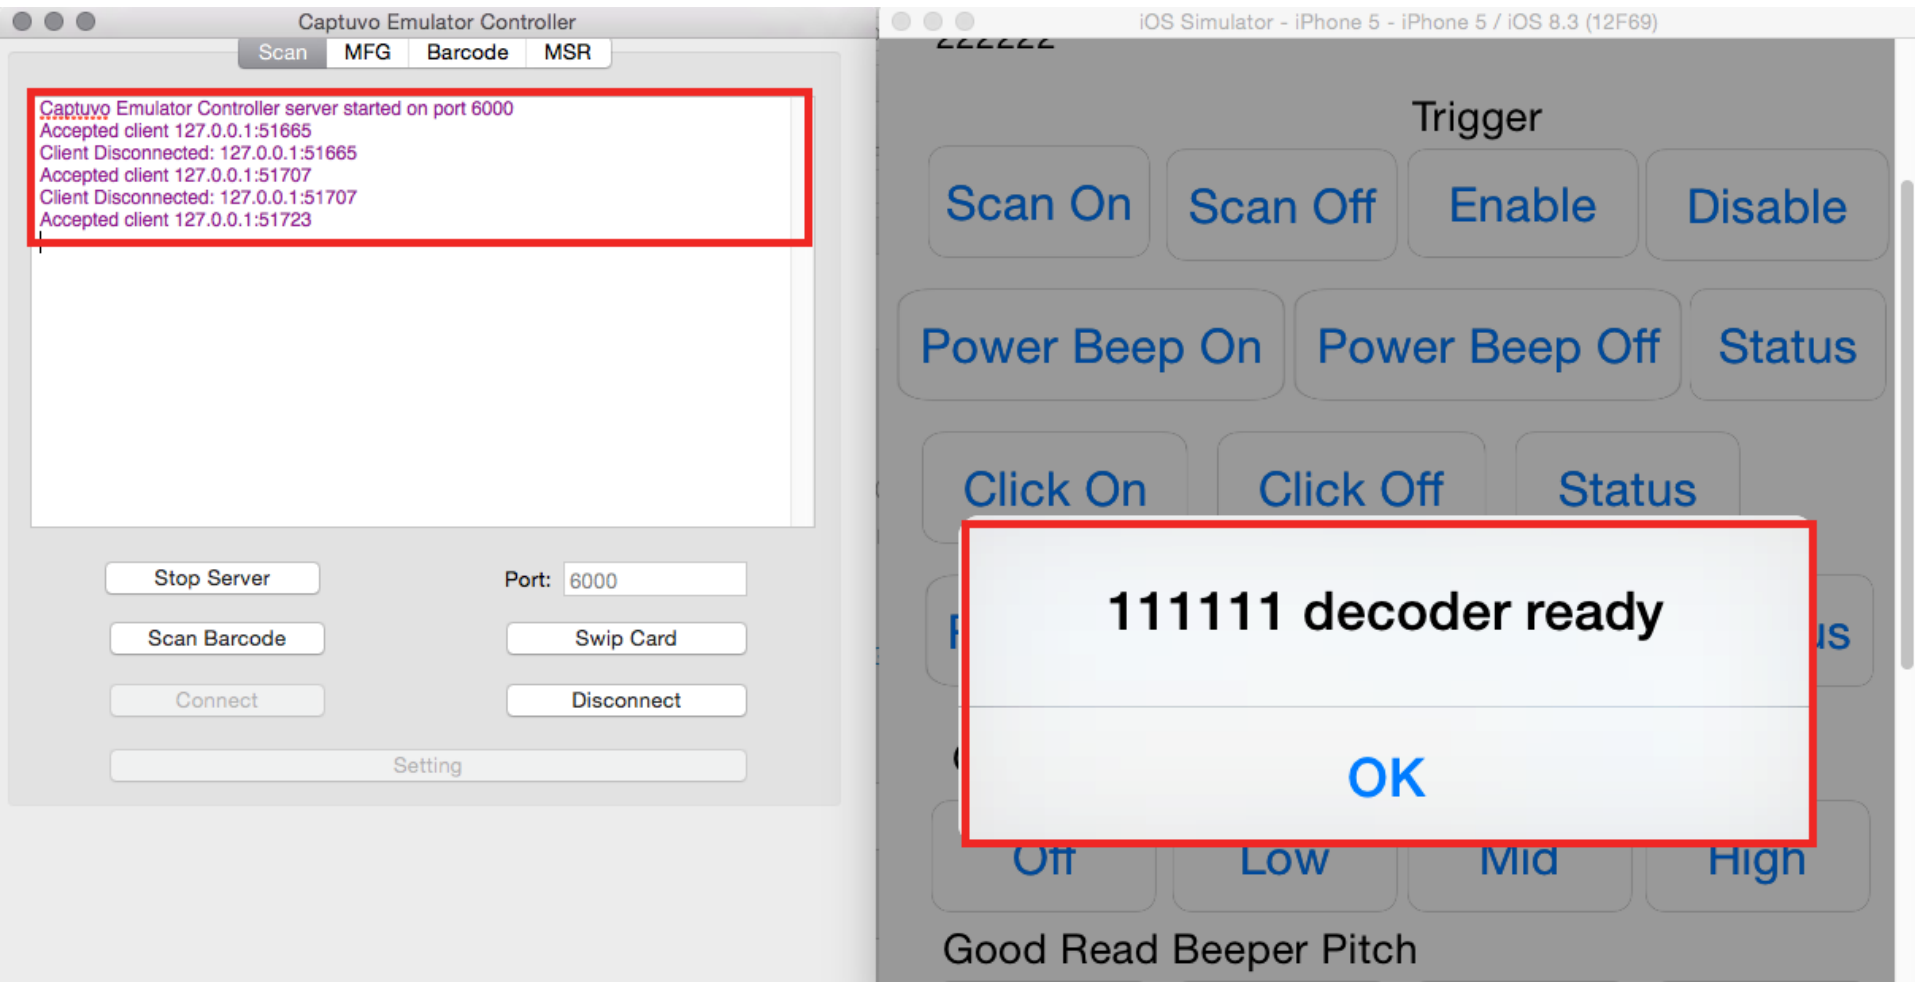 Captuvo Emulator Controller
Scan MFG Barcode MSR
Captuvo Emulator Controller server started on port 6000
Accepted client 127.0.0.1:51665
Client Disconnected: 127.0.0.1:51665
Accepted client 127.0.0.1:51707
Client Disconnected: 127.0.0.1:51707
Accepted client 127.0.0.1:51723
Stop Server Port: 6000
Scan Barcode Swip Card
Connect Disconnect
Setting
iOS Simulator - iPhone 5 - iPhone 5 / iOS 8.3 (12F69)
Trigger
Scan On Scan Off Enable Disable
Power Beep On Power Beep Off Status
Click On Click Off Status
111111 decoder ready
OK
Off Low Mid High
Good Read Beeper Pitch